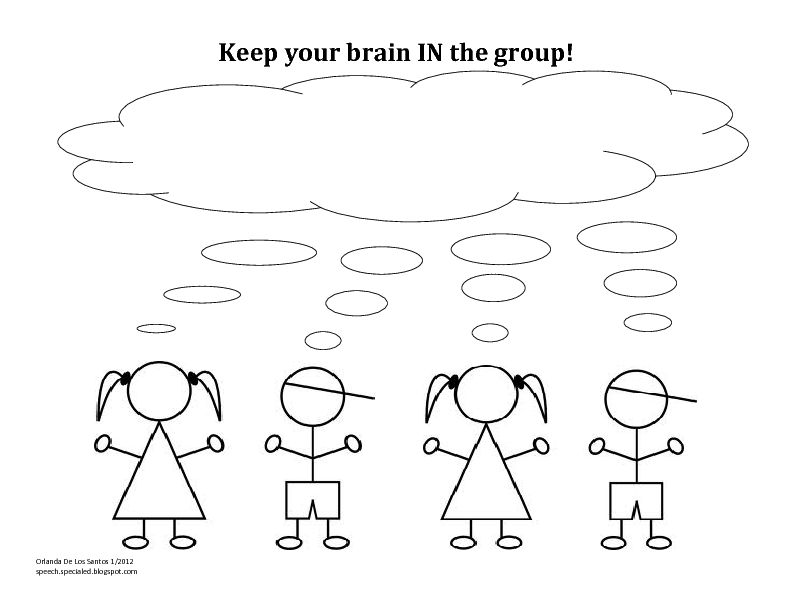 Keep your brain IN the group!
Orlanda De Los Santos 1/2012
speech.specialed.blogspot.com